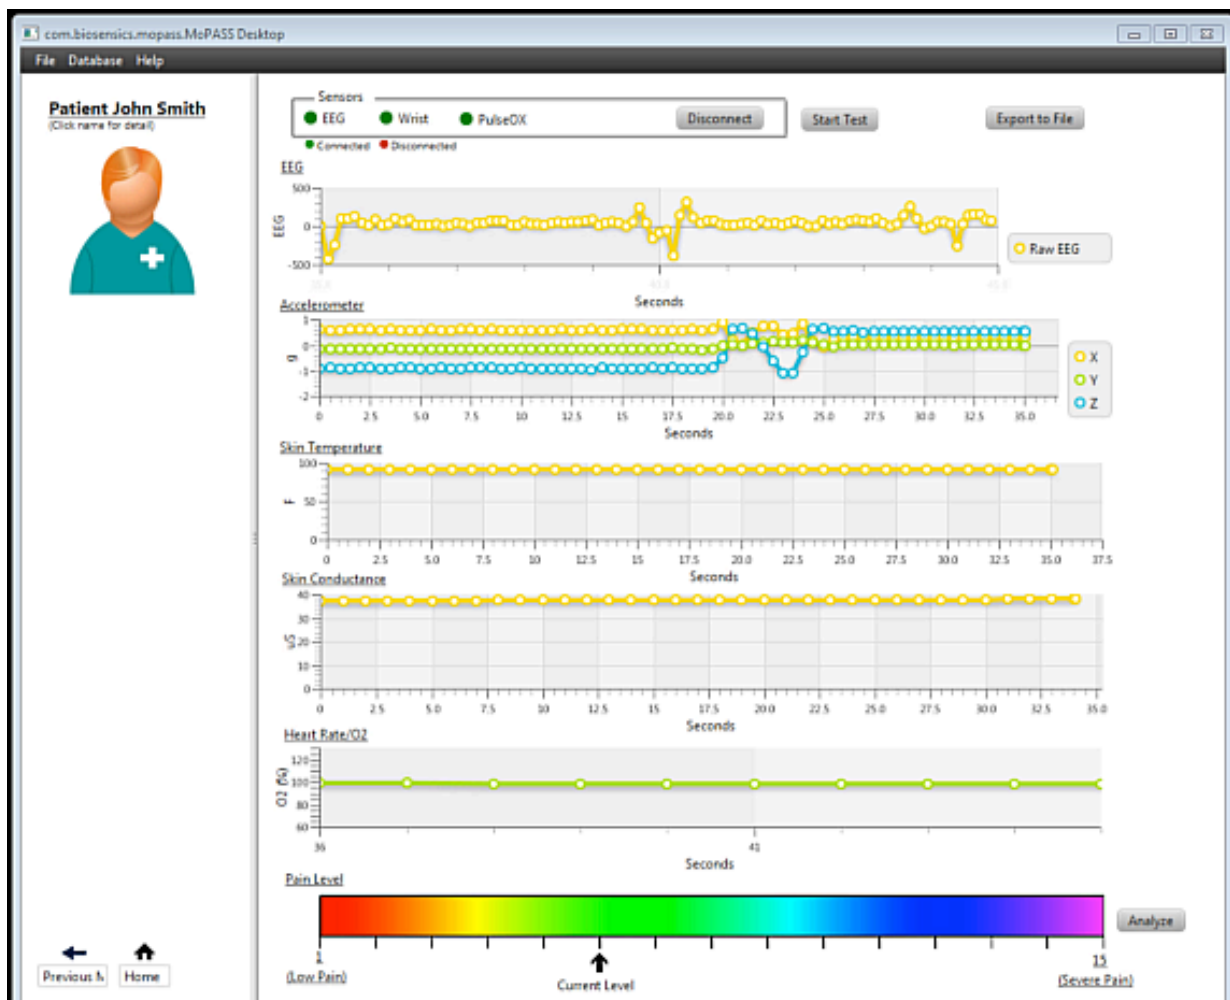 com.biosensics.mopass.MoPASS Desktop
File Database Help
Patient John Smith
(Click name for detail)
Sensors
EEG Wrist PulseOX Disconnect Start Test Export to File
Connected Disconnected
EEG
500
0
-500
EEG
Raw EEG
Seconds
Accelerometer
1
0
-1
-2
g
X
Y
Z
0 2.5 5.0 7.5 10.0 12.5 15 17.5 20.0 22.5 25.0 27.5 30.0 32.5 35.0
Seconds
Skin Temperature
100
50
0
F
0 2.5 5.0 7.5 10 12.5 15 17.5 20.0 22.5 25.0 27.5 30.0 32.5 35.0 37.5
Seconds
Skin Conductance
40
30
20
10
0
uS
0 2.5 5.0 7.5 10 12.5 15 17.5 20.0 22.5 25.0 27.5 30.0 32.5 35.0
Seconds
Heart Rate/O2
120
100
80
60
O2 (%)
36 41
Seconds
Pain Level
Analyze
1 15
(Low Pain) Current Level (Severe Pain)
Previous M Home